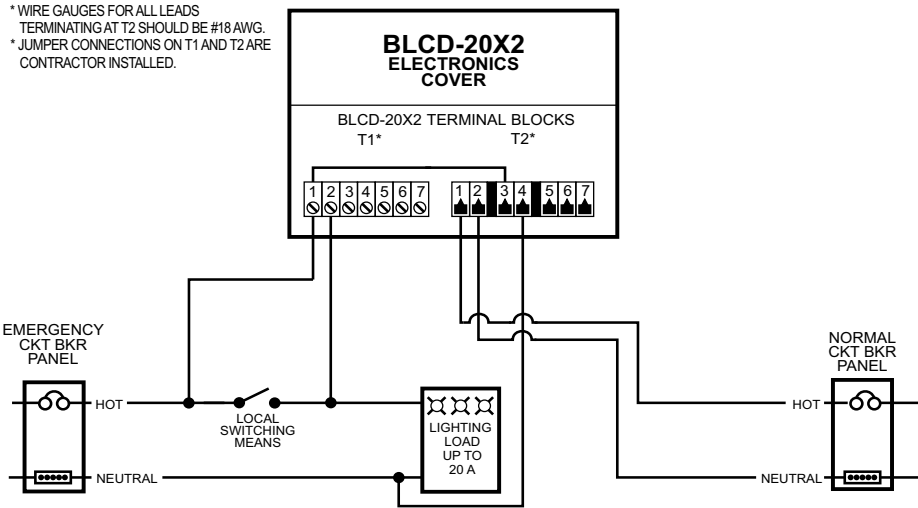 * WIRE GAUGES FOR ALL LEADS
TERMINATING AT T2 SHOULD BE #18 AWG.
* JUMPER CONNECTIONS ON T1 AND T2 ARE
CONTRACTOR INSTALLED.
BLCD-20X2
ELECTRONICS
COVER
BLCD-20X2 TERMINAL BLOCKS
T1* T2*
1 2 3 4 5 6 7 1 2 3 4 5 6 7
EMERGENCY
CKT BKR
PANEL
HOT
NEUTRAL
LOCAL
SWITCHING
MEANS
LIGHTING
LOAD
UP TO
20 A
NORMAL
CKT BKR
PANEL
HOT
NEUTRAL